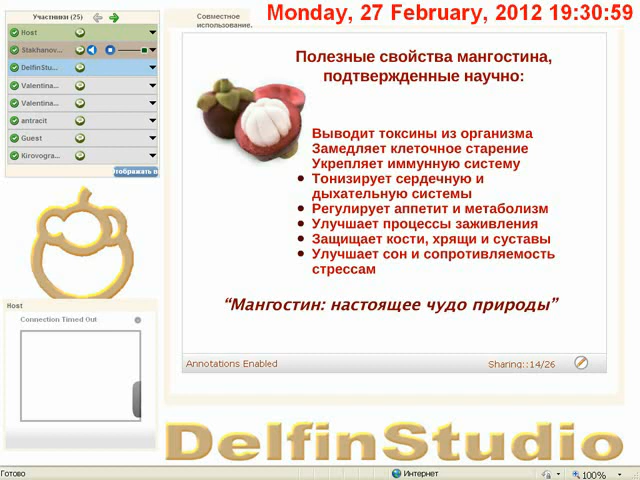 Monday, 27 February, 2012 19:30:59
Участники (25)
Совместное
использование.
Host
Stakhanov...
DelfinStu...
Valentina...
Valentina...
antracit
Guest
Kirovogra...
Отображать в
Полезные свойства мангостина,
подтвержденные научно:
Выводит токсины из организма
Замедляет клеточное старение
Укрепляет иммунную систему
Тонизирует сердечную и
дыхательную системы
Регулирует аппетит и метаболизм
Улучшает процессы заживления
Защищает кости, хрящи и суставы
Улучшает сон и сопротивляемость
стрессам
“Мангостин: настоящее чудо природы”
Host
Connection Timed Out
Annotations Enabled
Sharing::14/26
DelfinStudio
Готово
Интернет
100%